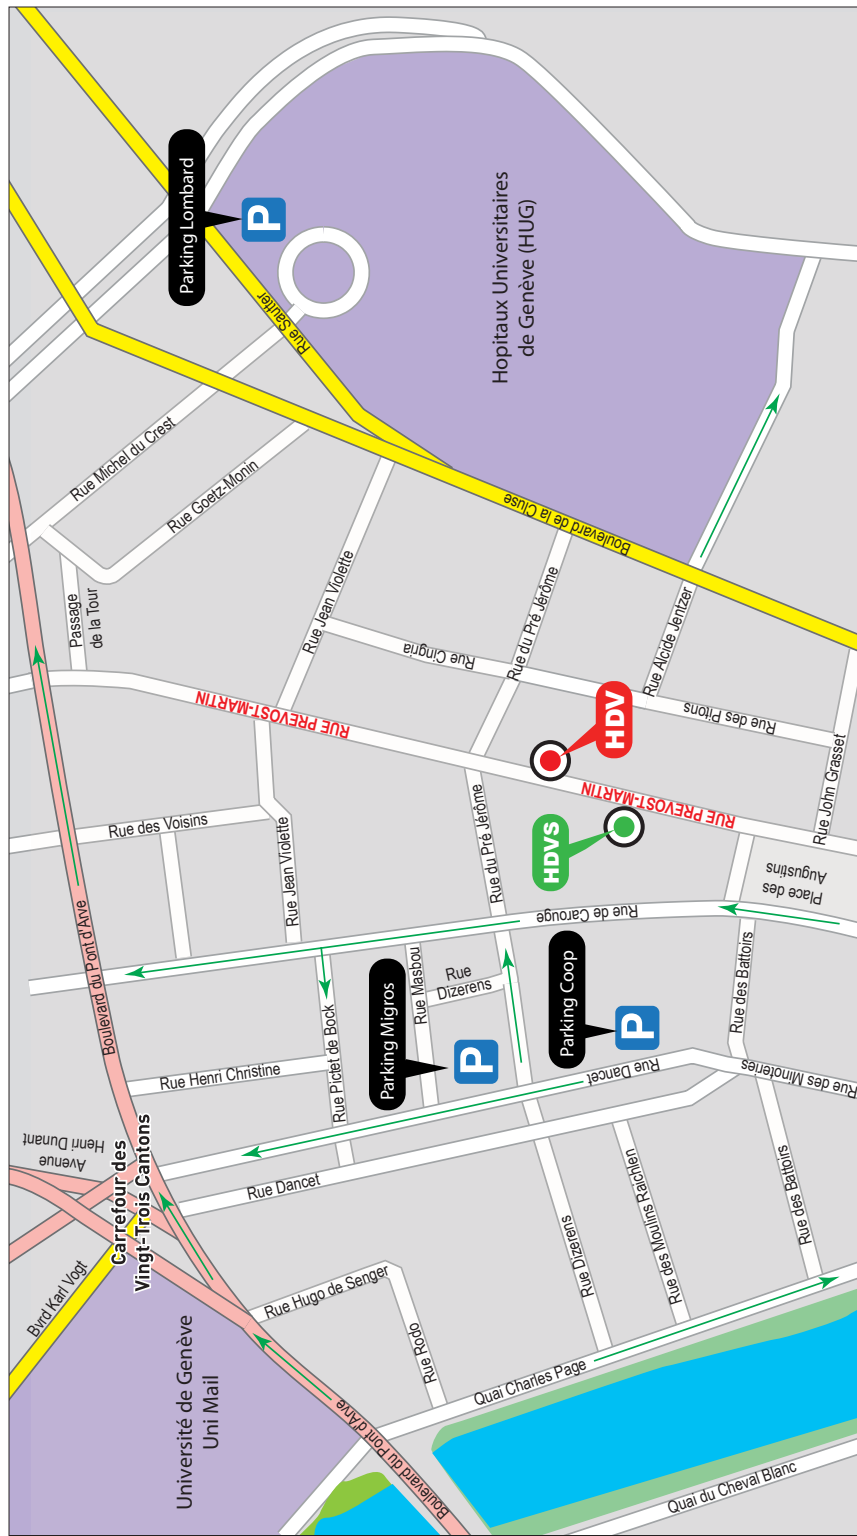 Parking Lombard
P
Rue Sautter
Hopitaux Universitaires
de Genève (HUG)
Rue Michel du Crest
Rue Goetz-Monin
Boulevard de la Cluse
Passage
de la Tour
Rue Jean Violette
Rue Cingria
Rue du Pré Jérôme
Rue Alcide Jentzer
Rue des Pitons
RUE PREVOST-MARTIN
HDV
RUE PREVOST-MARTIN
Rue John Grasset
HDVS
Rue des Voisins
Rue Jean Violette
Rue du Pré Jérôme
Place des
Augustins
Rue de Carouge
Boulevard du Pont d'Arve
Rue Masbou
Rue
Dizerens
Rue des Battoirs
Parking Migros
P
Parking Coop
P
Rue Henri Christine
Rue Pictet de Bock
Rue Dancet
Rue des Minoteries
Avenue
Henri Dunant
Carrefour des
Vingt-Trois Cantons
Rue Dancet
Rue Dizerens
Rue des Moulins Raichlen
Rue des Battoirs
Bvrd Karl Vogt
Rue Hugo de Senger
Rue Rodo
Université de Genève
Uni Mail
Quai Charles Page
Boulevard du Pont d'Arve
Quai du Cheval Blanc